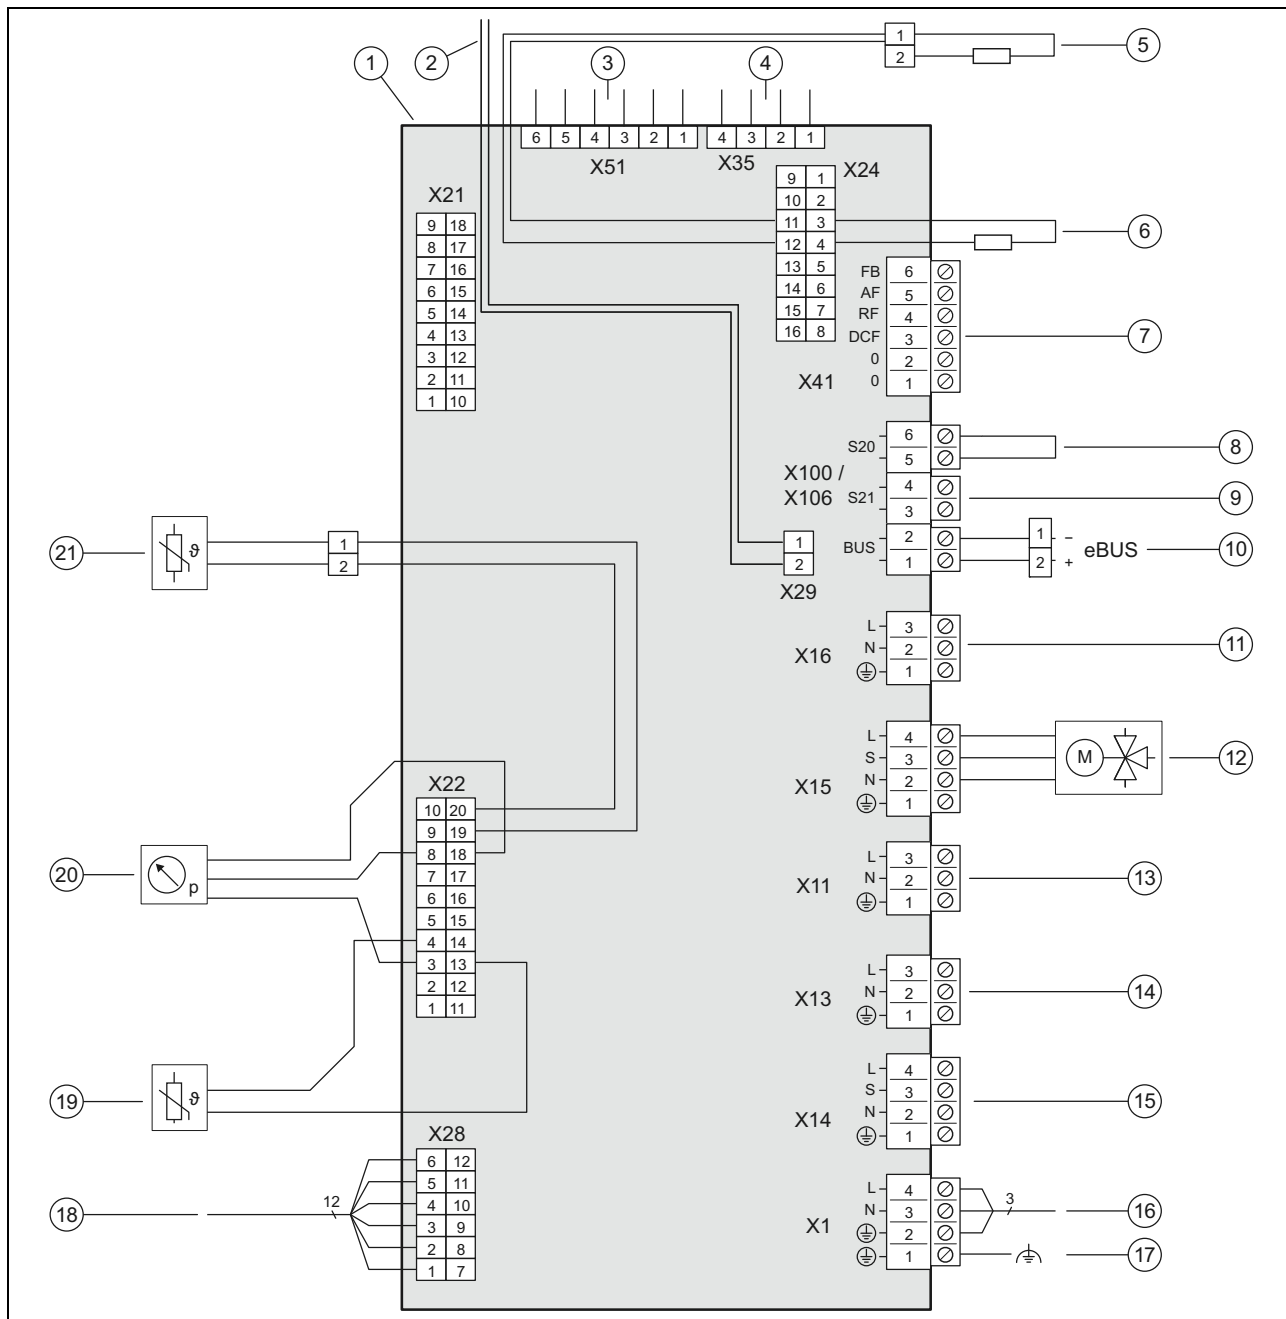 1
2
3
4
5
1
2
6 5 4 3 2 1
4 3 2 1
X51
X35
X24
9 1
10 2
11 3
12 4
13 5
14 6
15 7
16 8
6
X21
9 18
8 17
7 16
6 15
5 14
4 13
3 12
2 11
1 10
X41
FB 6
AF 5
RF 4
DCF 3
0 2
0 1
7
X100 /
X106
S20
6
5
8
S21
4
3
9
BUS
2
1
1 –
2 +
eBUS
10
1
2
X29
21
ϑ
1
2
X16
L 3
N 2
1
11
X15
L 4
S 3
N 2
1
M
12
X22
10 20
9 19
8 18
7 17
6 16
5 15
4 14
3 13
2 12
1 11
20
p
X11
L 3
N 2
1
13
X13
L 3
N 2
1
14
19
ϑ
X14
L 4
S 3
N 2
1
15
X28
6 12
5 11
4 10
3 9
2 8
1 7
18
12
X1
L 4
N 3
2
1
3
16
17